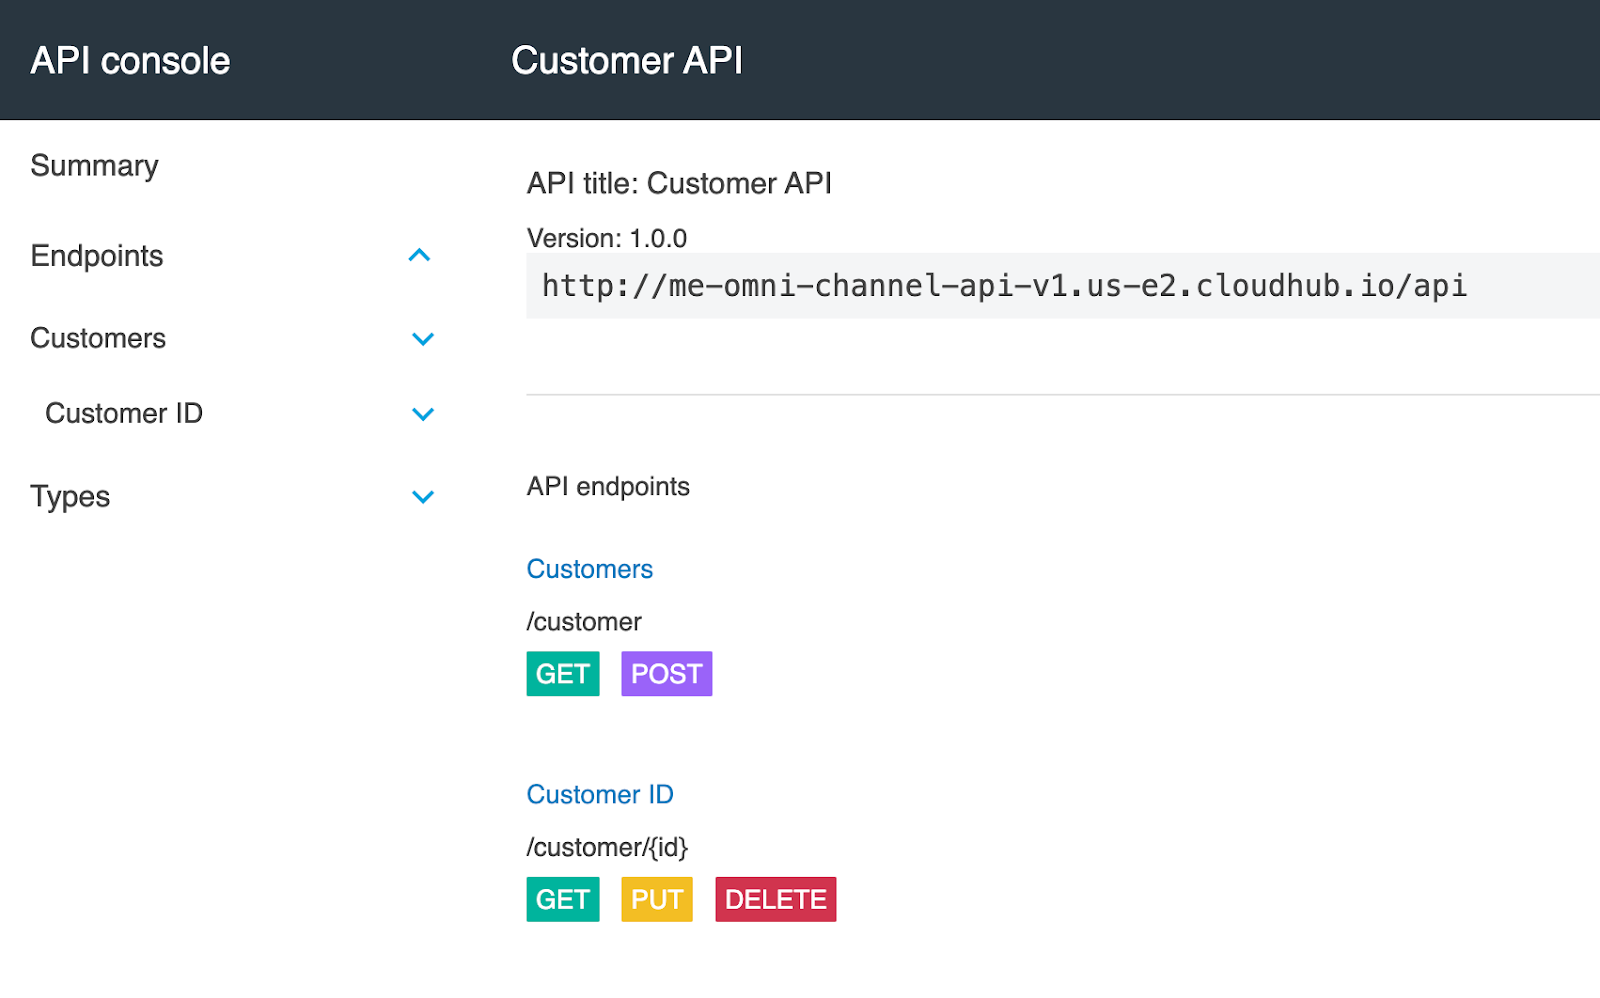 API console
Customer API
Summary
Endpoints
Customers
Customer ID
Types
API title: Customer API
Version: 1.0.0
http://me-omni-channel-api-v1.us-e2.cloudhub.io/api
API endpoints
Customers
/customer
GET POST
Customer ID
/customer/{id}
GET PUT DELETE